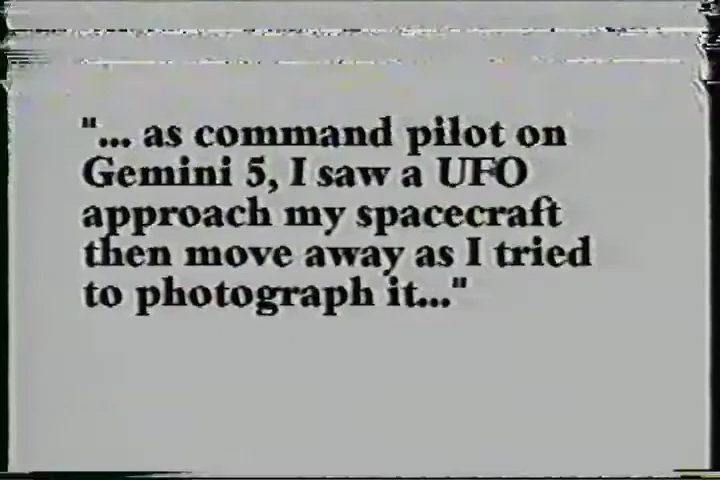 "... as command pilot on
Gemini 5, I saw a UFO
approach my spacecraft
then move away as I tried
to photograph it..."